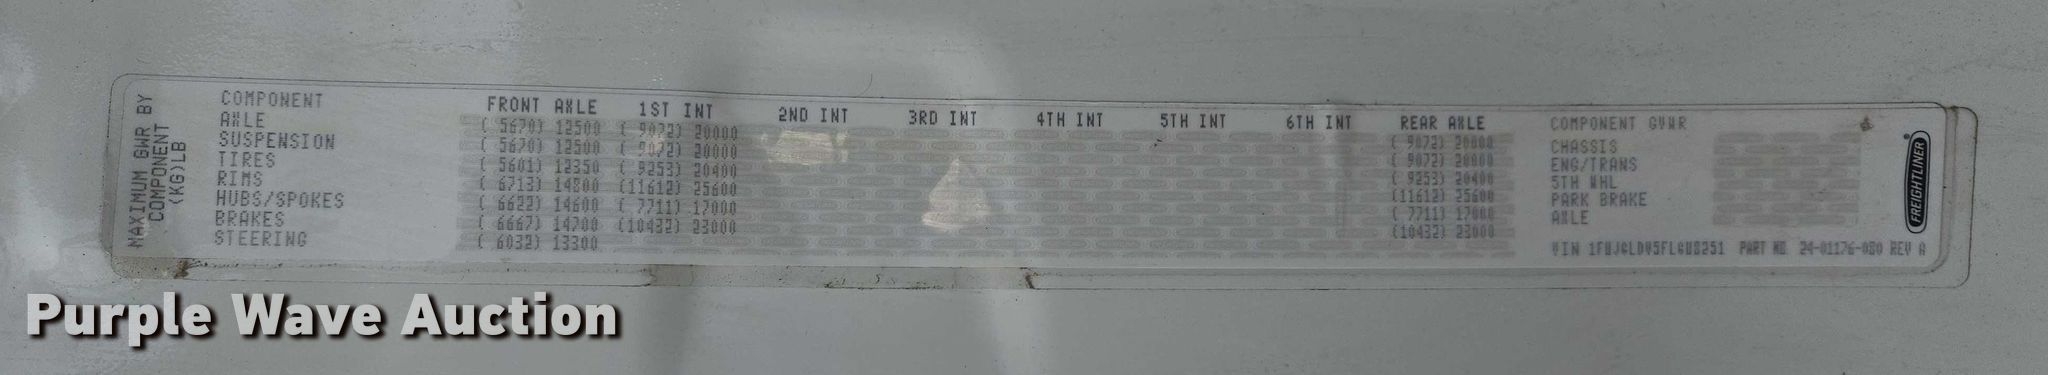 MAXIMUM GWR BY
COMPONENT
(KG)LB
COMPONENT FRONT AXLE 1ST INT 2ND INT 3RD INT 4TH INT 5TH INT 6TH INT REAR AXLE COMPONENT GVWR
AXLE ( 5670) 12500 ( 9072) 20000 ( 9072) 20000 CHASSIS
SUSPENSION ( 5670) 12500 ( 9072) 20000 ( 9072) 20000 ENG/TRANS
TIRES ( 5601) 12350 ( 9253) 20400 ( 9253) 20400 5TH WHL
RIMS ( 6713) 14800 (11612) 25600 (11612) 25600 PARK BRAKE
HUBS/SPOKES ( 6622) 14600 ( 7711) 17000 ( 7711) 17000 AXLE
BRAKES ( 6667) 14700 (10432) 23000 (10432) 23000
STEERING ( 6032) 13300
VIN PART NO. 24-01176-080 REV A
FREIGHTLINER
Purple Wave Auction